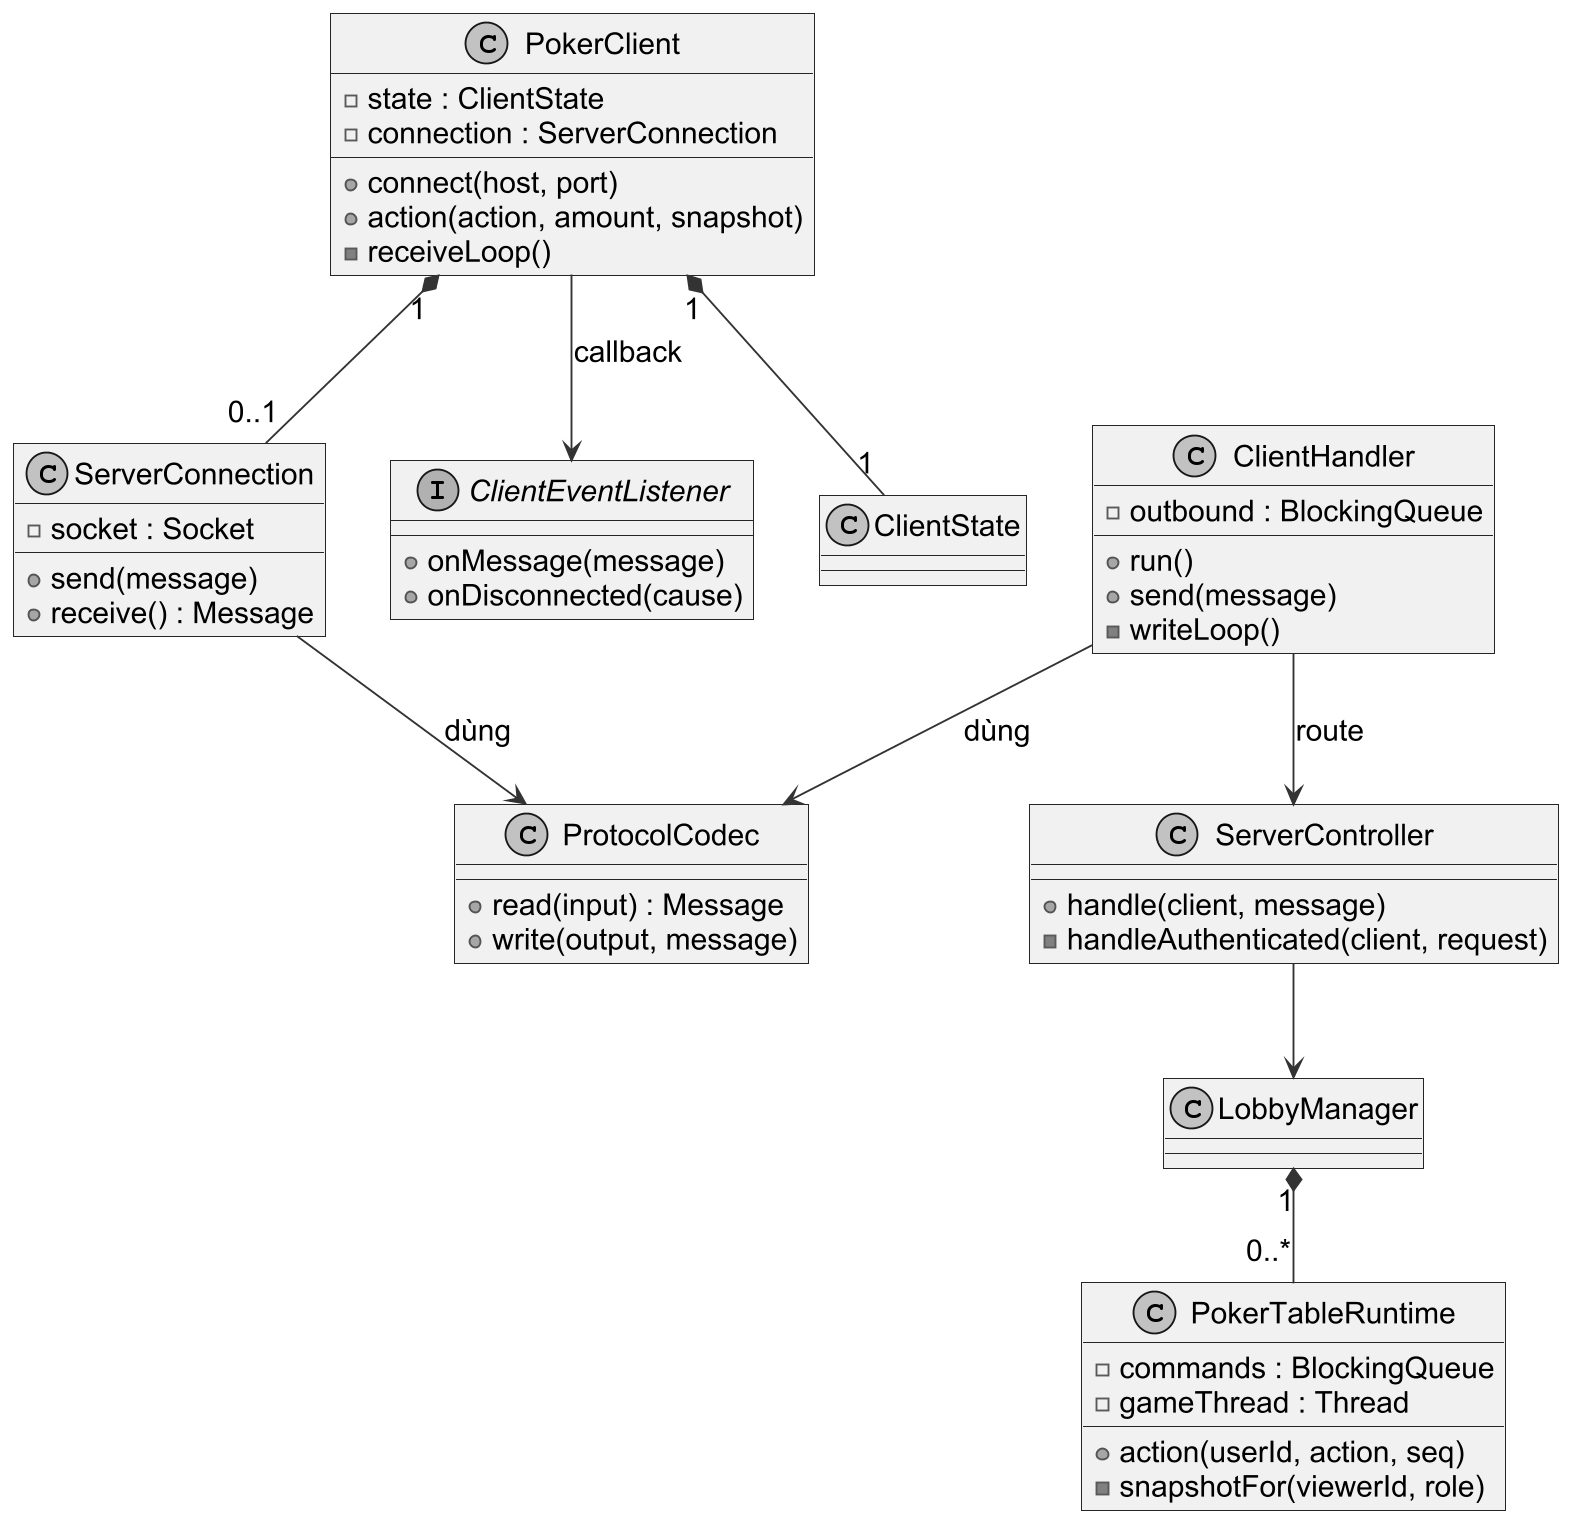 C PokerClient
state : ClientState
connection : ServerConnection
connect(host, port)
action(action, amount, snapshot)
receiveLoop()
1
1
callback
0..1
1
C ServerConnection
socket : Socket
send(message)
receive() : Message
I ClientEventListener
onMessage(message)
onDisconnected(cause)
C ClientState
C ClientHandler
outbound : BlockingQueue
run()
send(message)
writeLoop()
dùng
dùng
route
C ProtocolCodec
read(input) : Message
write(output, message)
C ServerController
handle(client, message)
handleAuthenticated(client, request)
C LobbyManager
1
0..*
C PokerTableRuntime
commands : BlockingQueue
gameThread : Thread
action(userId, action, seq)
snapshotFor(viewerId, role)